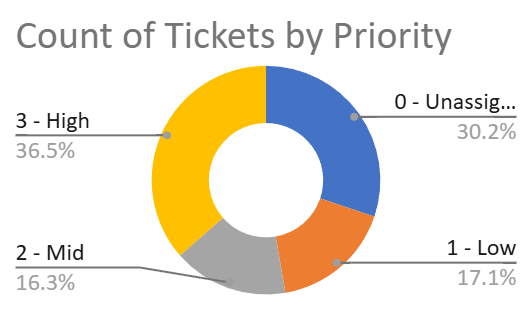 Count of Tickets by Priority
0 - Unassig...
30.2%
3 - High
36.5%
1 - Low
17.1%
2 - Mid
16.3%